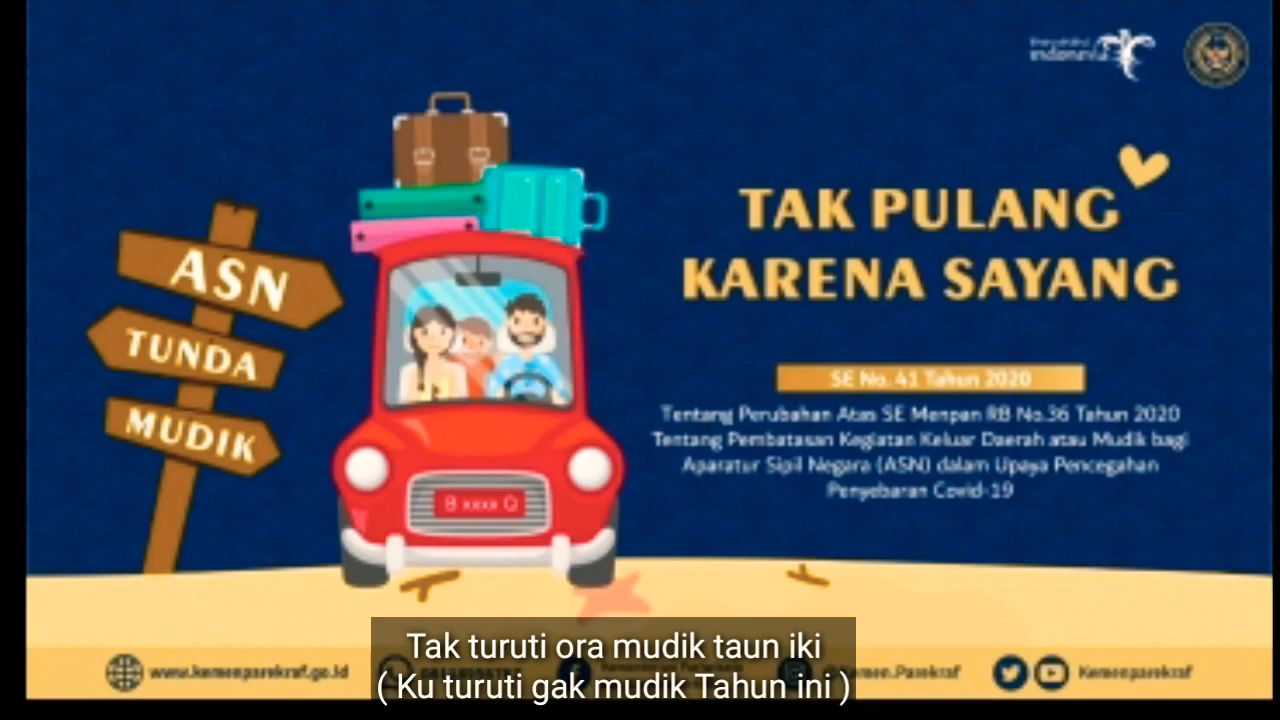 indonesia
TAK PULANG
KARENA SAYANG
ASN
TUNDA
MUDIK
SE No. 41 Tahun 2020
Tentang Perubahan Atas SE Menpan RB No.36 Tahun 2020
Tentang Pembatasan Kegiatan Keluar Daerah atau Mudik bagi
Aparatur Sipil Negara (ASN) dalam Upaya Pencegahan
Penyebaran Covid-19
B xxxx Q
Tak turuti ora mudik taun iki
( Ku turuti gak mudik Tahun ini )
www.kemenparekraf.go.id
Kemen.Parekraf
Kemenparekraf